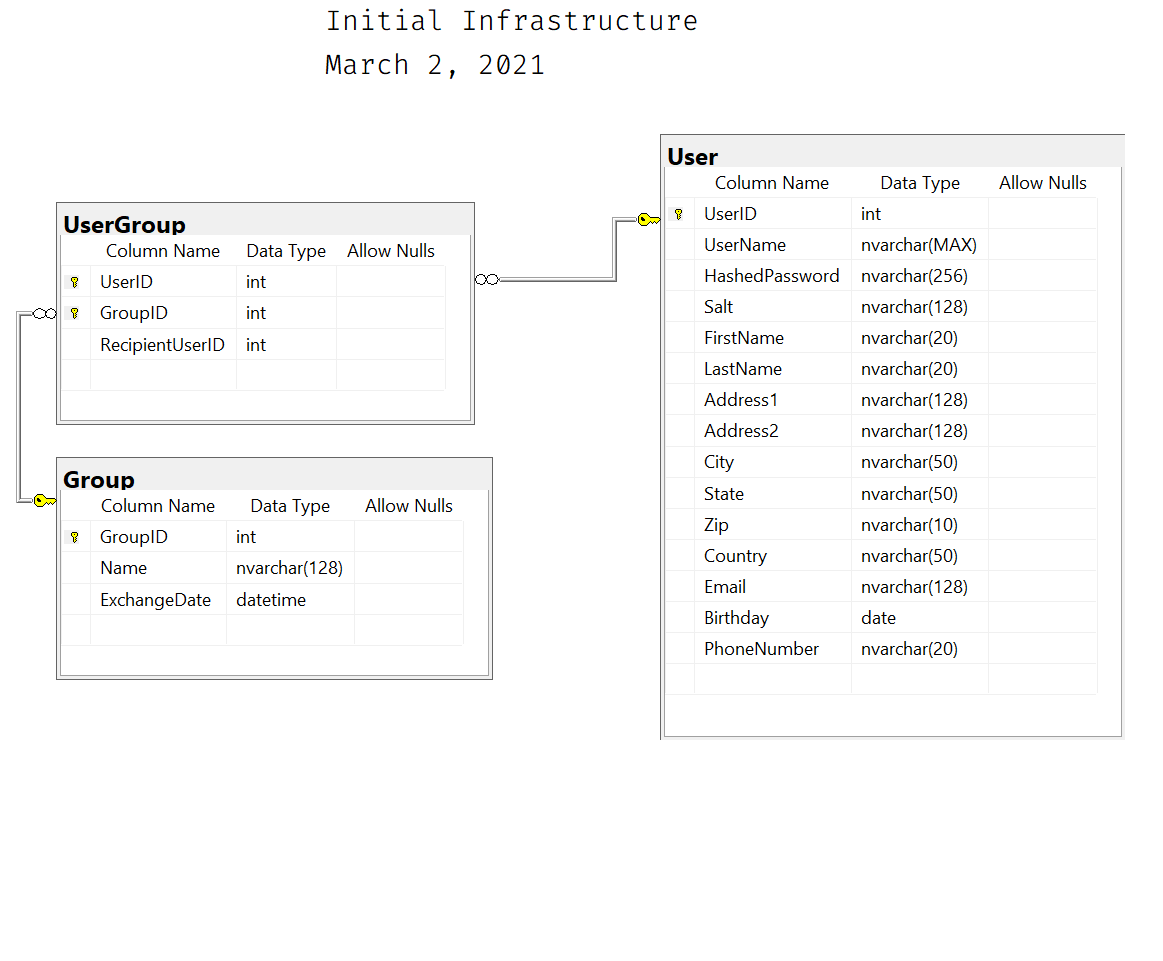 Initial Infrastructure
March 2, 2021
UserGroup
Column Name Data Type Allow Nulls
UserID int
GroupID int
RecipientUserID int
Group
Column Name Data Type Allow Nulls
GroupID int
Name nvarchar(128)
ExchangeDate datetime
User
Column Name Data Type Allow Nulls
UserID int
UserName nvarchar(MAX)
HashedPassword nvarchar(256)
Salt nvarchar(128)
FirstName nvarchar(20)
LastName nvarchar(20)
Address1 nvarchar(128)
Address2 nvarchar(128)
City nvarchar(50)
State nvarchar(50)
Zip nvarchar(10)
Country nvarchar(50)
Email nvarchar(128)
Birthday date
PhoneNumber nvarchar(20)